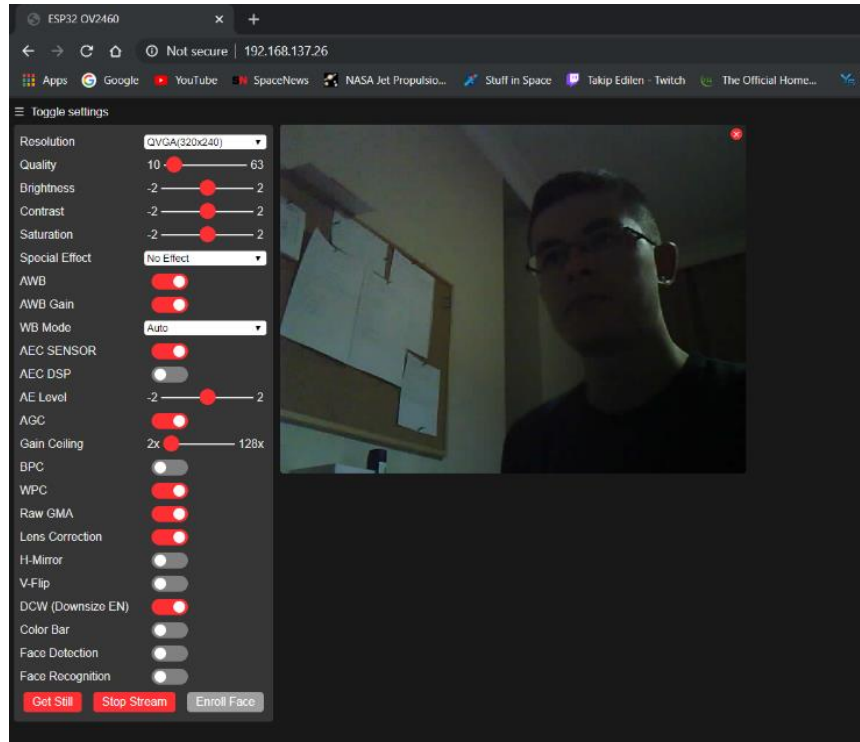 ESP32 OV2460
Not secure | 192.168.137.26
Apps Google YouTube SpaceNews NASA Jet Propulsio... Stuff in Space Takip Edilen - Twitch The Official Home...
Toggle settings
Resolution QVGA(320x240)
Quality 10 63
Brightness -2 2
Contrast -2 2
Saturation -2 2
Special Effect No Effect
AWB
AWB Gain
WB Mode Auto
AEC SENSOR
AEC DSP
AE Level -2 2
AGC
Gain Ceiling 2x 128x
BPC
WPC
Raw GMA
Lens Correction
H-Mirror
V-Flip
DCW (Downsize EN)
Color Bar
Face Detection
Face Recognition
Get Still Stop Stream Enroll Face